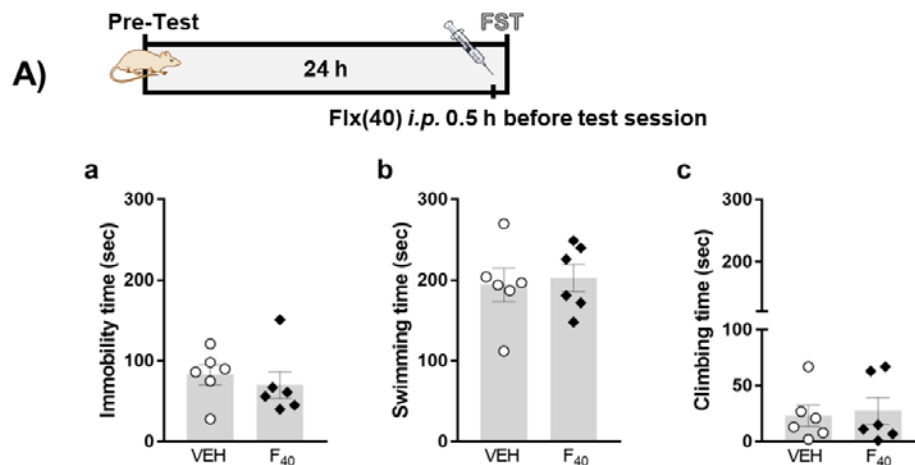 Pre-Test
FST
A)
24 h
Flx(40) i.p. 0.5 h before test session
a
b
c
Immobility time (sec)
300
200
100
0
VEH
F₄₀
Swimming time (sec)
300
200
100
0
VEH
F₄₀
Climbing time (sec)
300
200
100
50
0
VEH
F₄₀